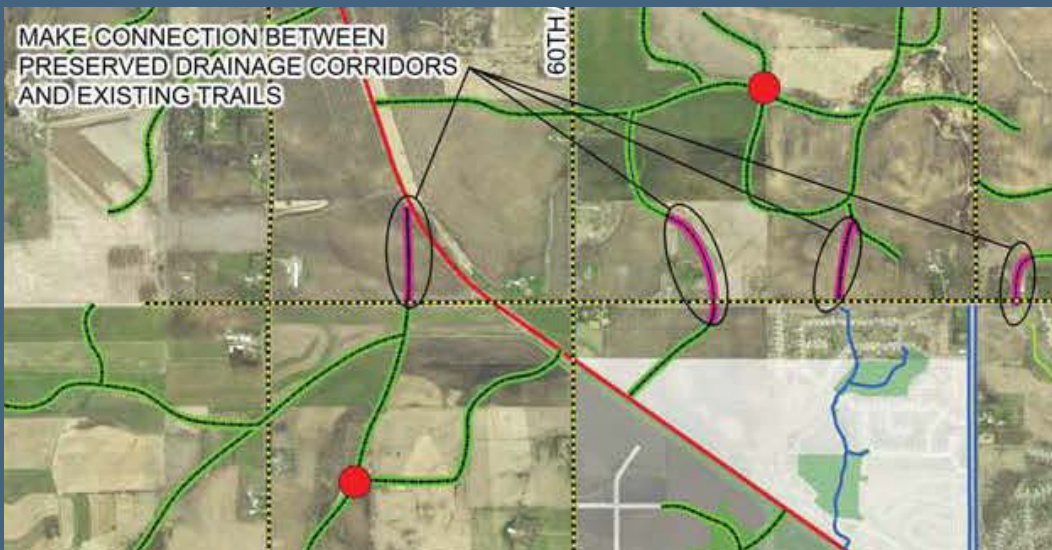 MAKE CONNECTION BETWEEN
PRESERVED DRAINAGE CORRIDORS
AND EXISTING TRAILS
60TH